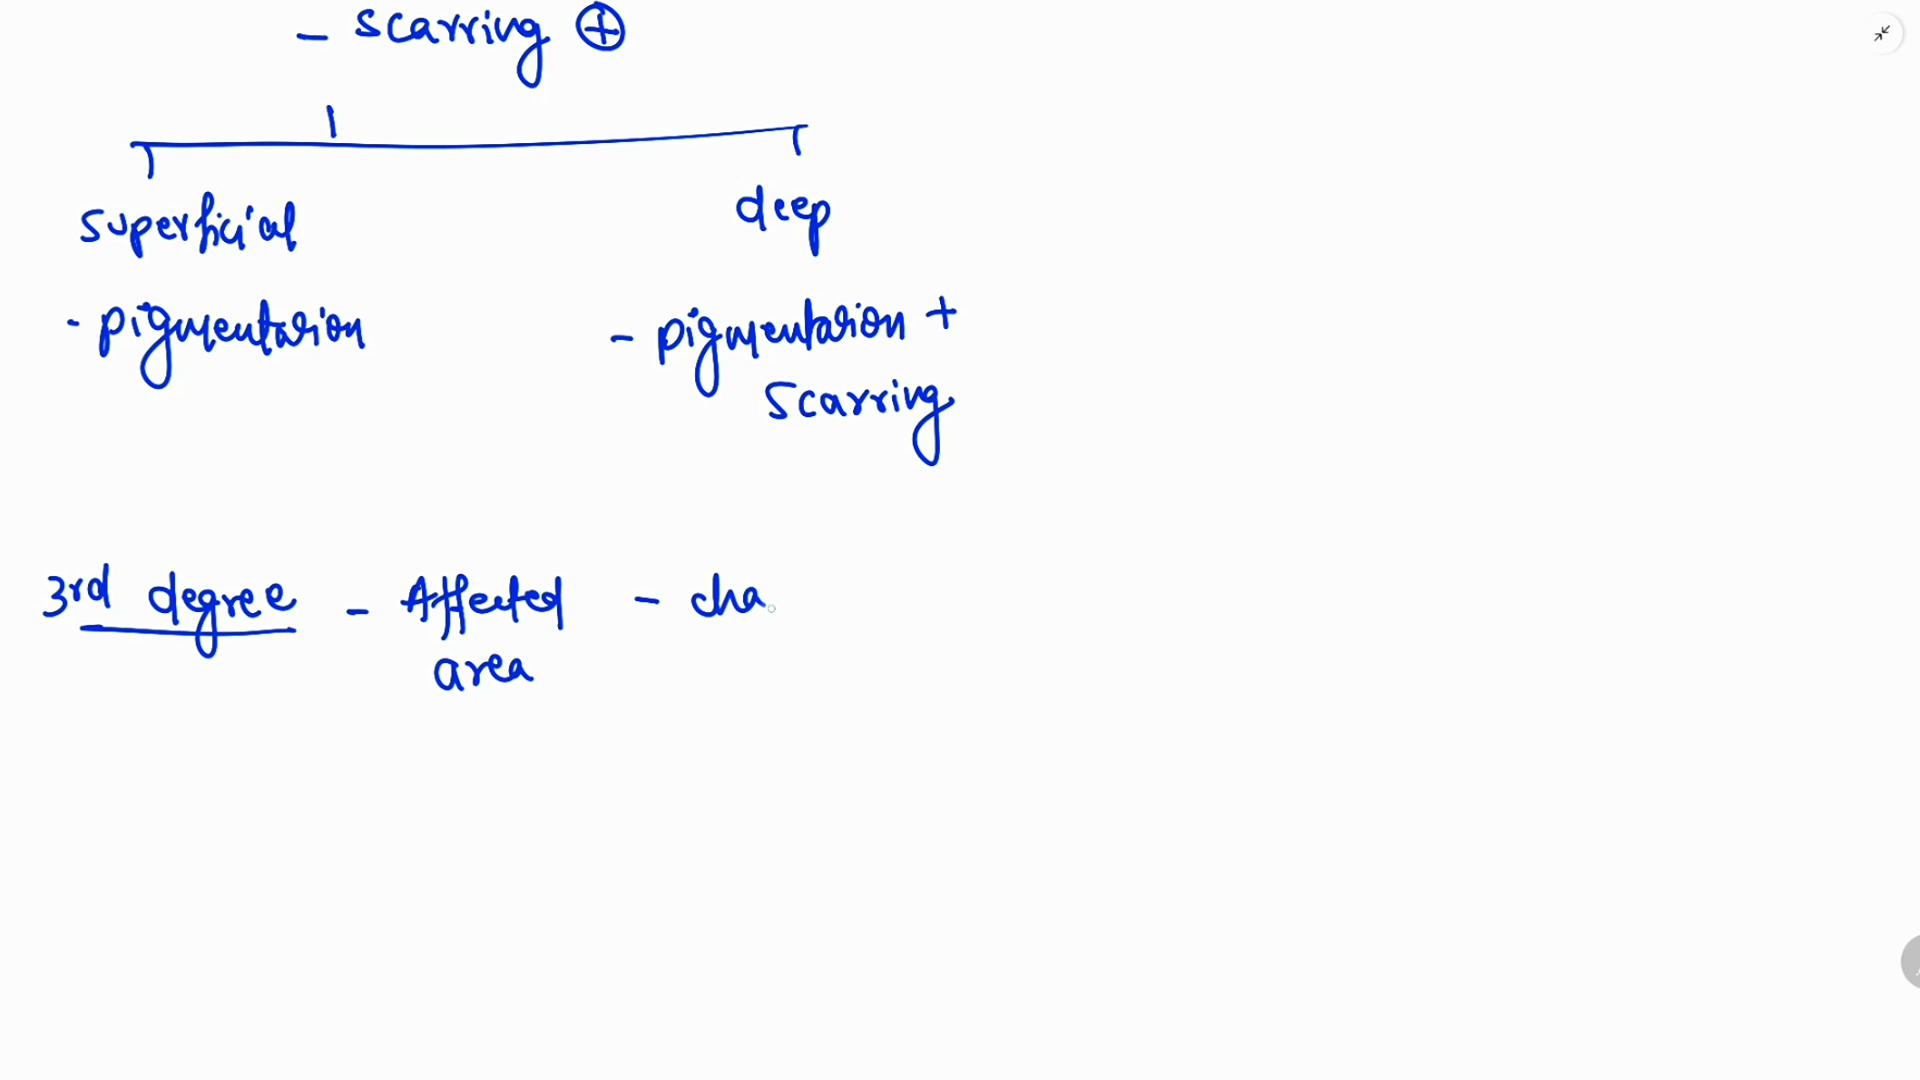 - scarring ⊕
superficial
deep
- pigmentation
- pigmentation +
scarring
3rd degree - Affected - cha
area